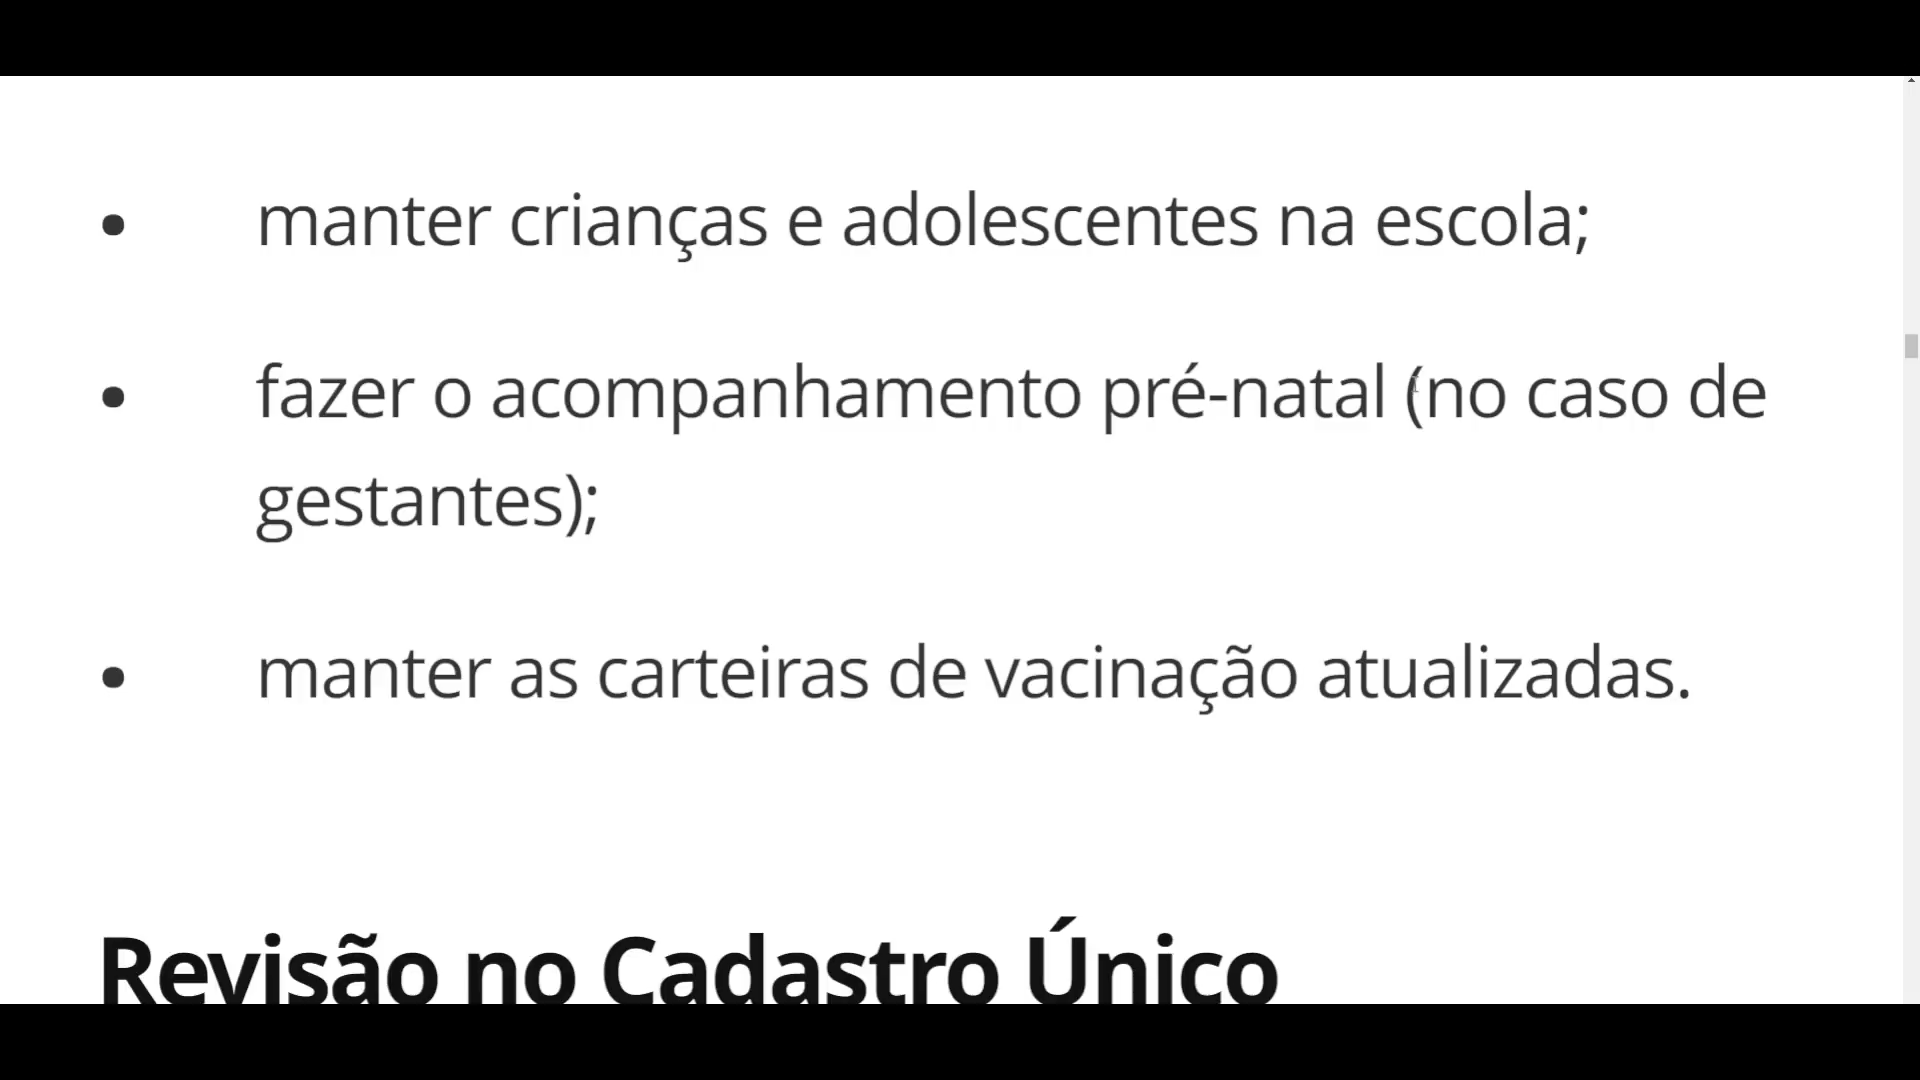 • manter crianças e adolescentes na escola;
• fazer o acompanhamento pré-natal (no caso de
gestantes);
• manter as carteiras de vacinação atualizadas.
Revisão no Cadastro Único